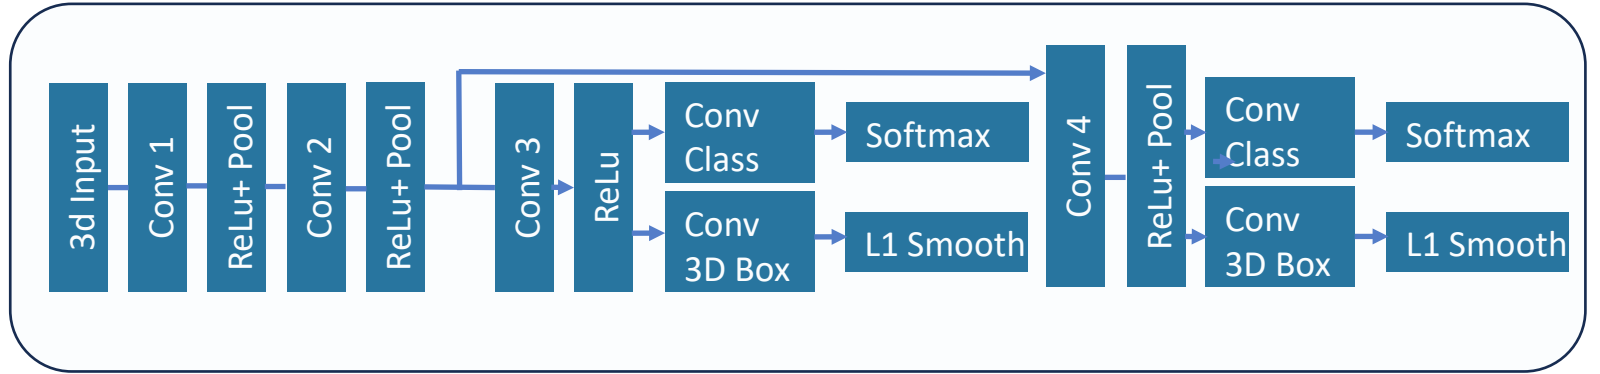 3d Input
Conv 1
ReLu+ Pool
Conv 2
ReLu+ Pool
Conv 3
ReLu
Conv
Class
Softmax
Conv
3D Box
L1 Smooth
Conv 4
ReLu+ Pool
Conv
Class
Softmax
Conv
3D Box
L1 Smooth